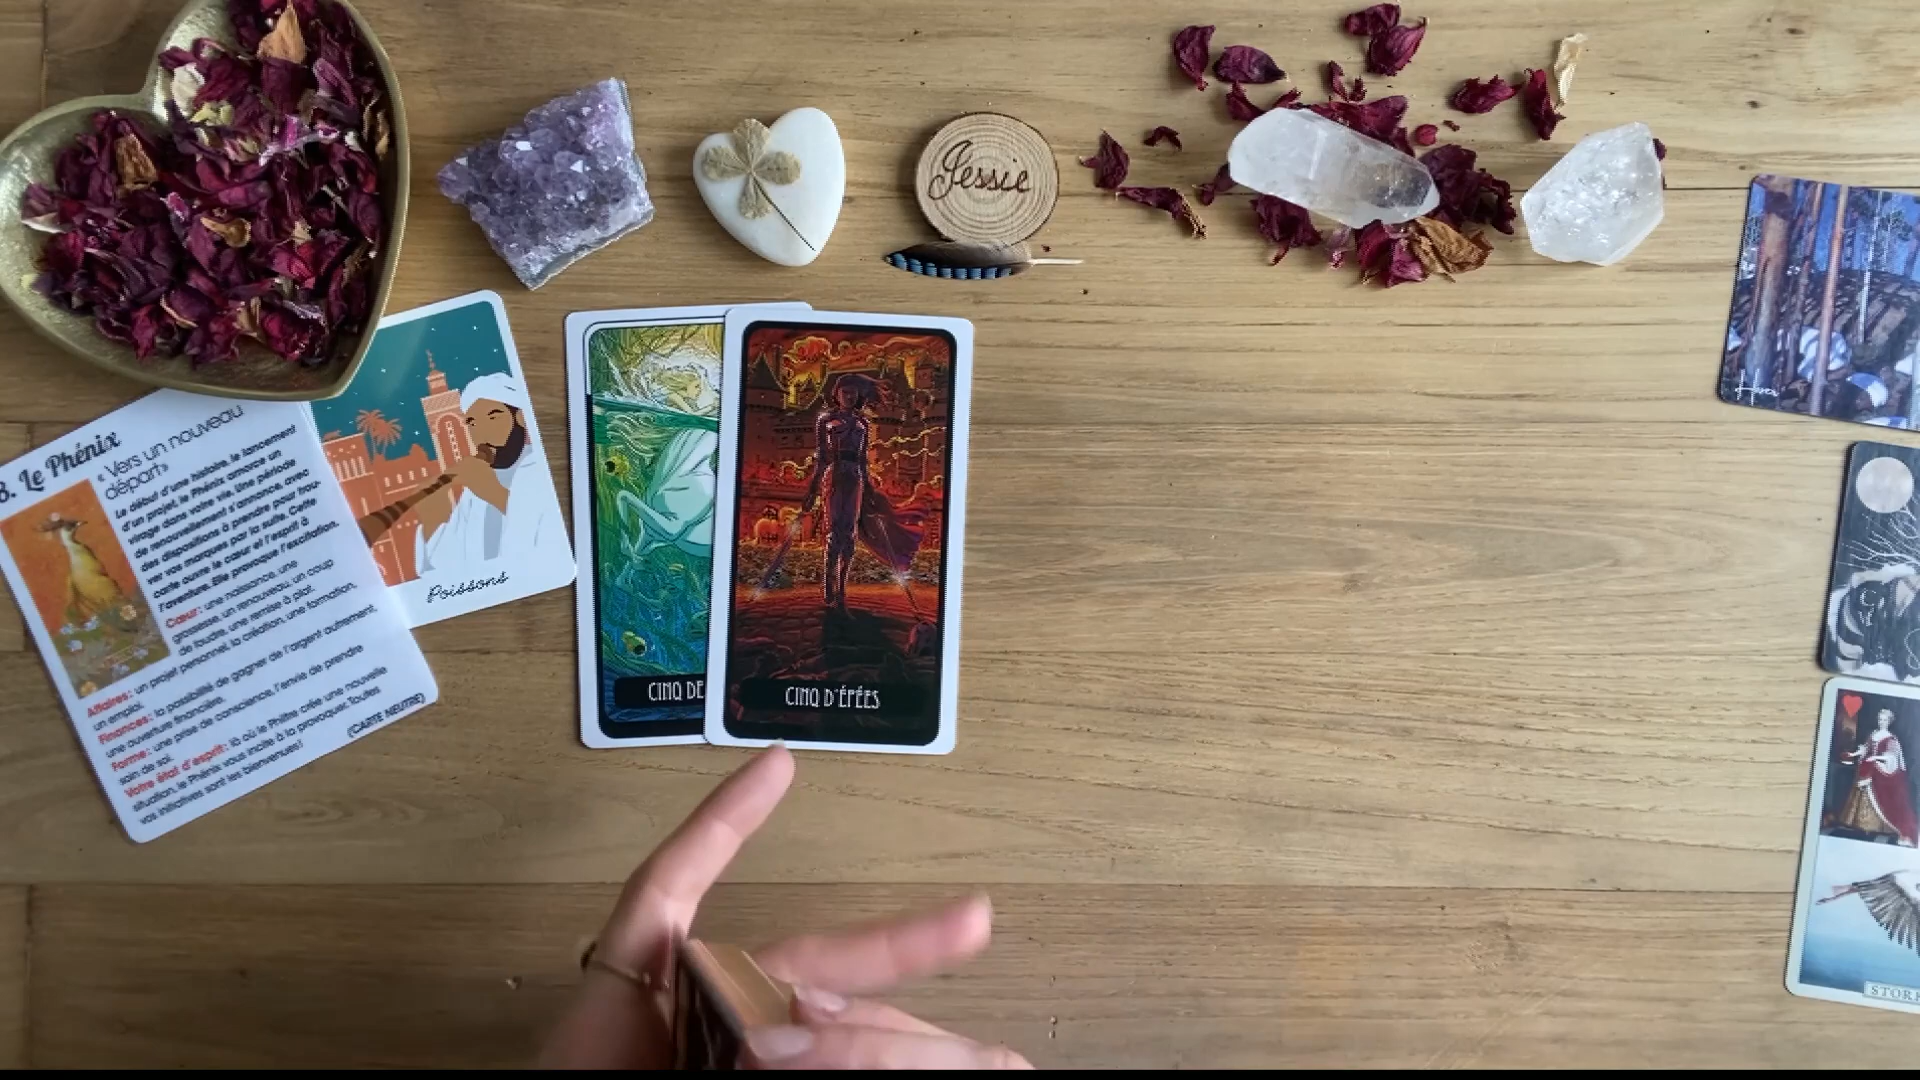 Jessie
3. Le Phénix
« Vers un nouveau
départ »
Le début d'une histoire, le lancement
d'un projet, le Phénix amorce un
virage dans votre vie. Une période
de renouvellement s'annonce, avec
des dispositions à prendre pour trou-
ver vos marques par la suite. Cette
carte ouvre le cœur et l'esprit à
l'aventure. Elle provoque l'excitation.
Cœur : une naissance, une
grossesse, un renouveau, un coup
de foudre, une remise à plat.
Affaires : un projet personnel, la création, une formation,
un emploi.
Finances : la possibilité de gagner de l'argent autrement,
une ouverture financière.
Forme : une prise de conscience, l'envie de prendre
soin de soi.
Votre état d'esprit : là où le Phénix crée une nouvelle
situation, le Phénix vous incite à la provoquer. Toutes
vos initiatives sont les bienvenues !
(CARTE NEUTRE)
Poissons
CINQ DE
CINQ D'ÉPÉES
STOR